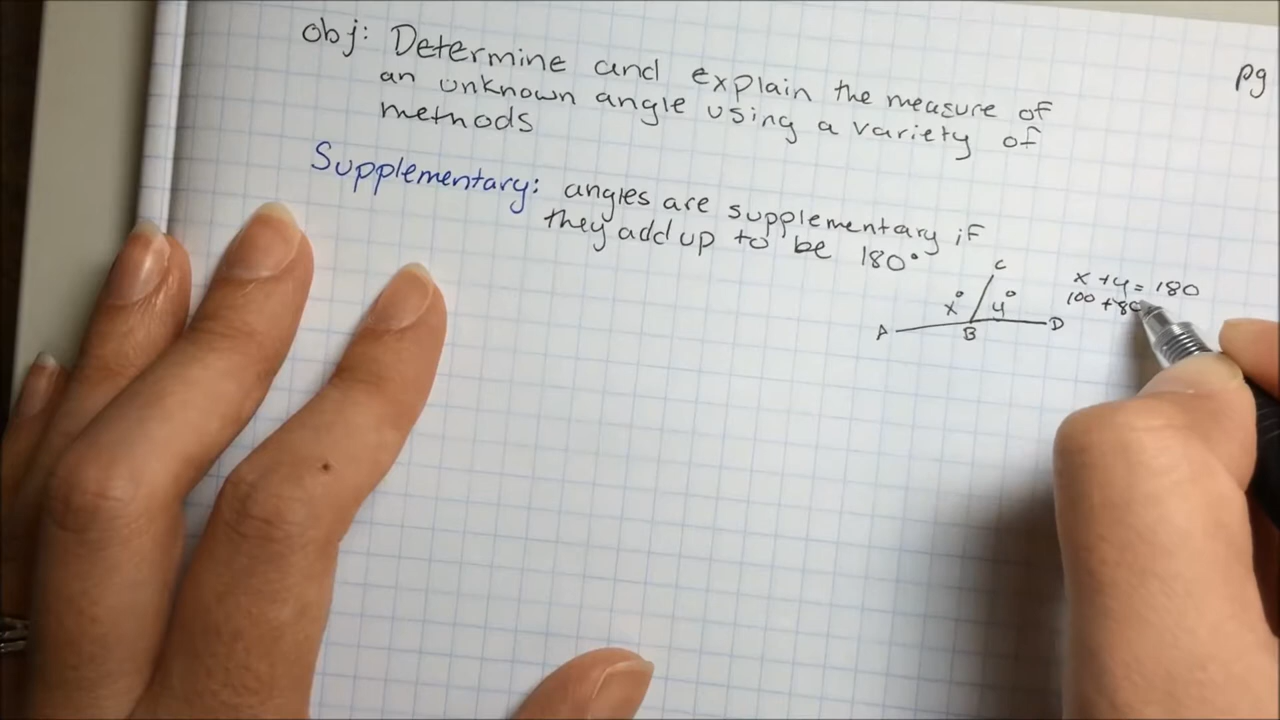 obj: Determine and explain the measure of
an unknown angle using a variety of
methods
pg
Supplementary: angles are supplementary if
they add up to be 180°
C
x° y°
A B D
x + y = 180
100 + 80